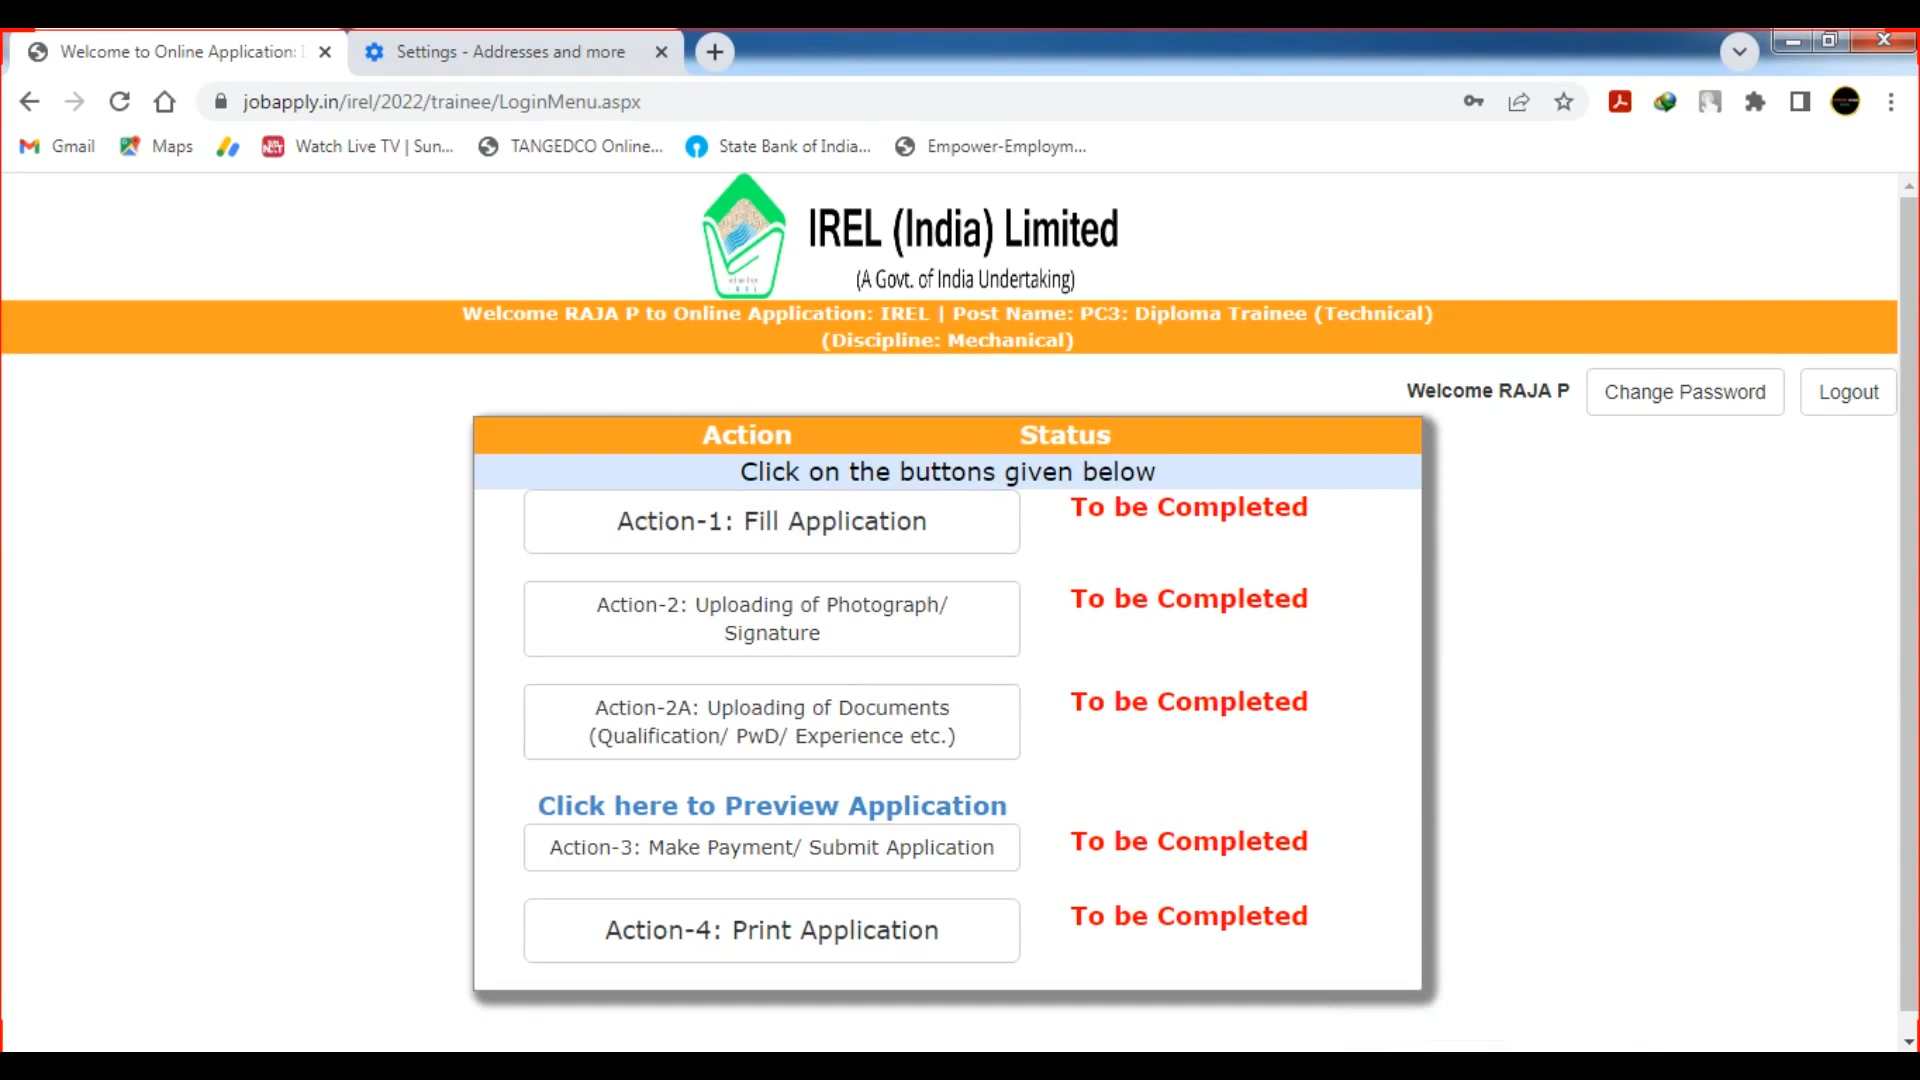 Welcome to Online Application:
Settings - Addresses and more
jobapply.in/irel/2022/trainee/LoginMenu.aspx
Gmail
Maps
Watch Live TV | Sun...
TANGEDCO Online...
State Bank of India...
Empower-Employm...
IREL (India) Limited
(A Govt. of India Undertaking)
Welcome RAJA P to Online Application: IREL | Post Name: PC3: Diploma Trainee (Technical)
(Discipline: Mechanical)
Welcome RAJA P
Change Password
Logout
Action
Status
Click on the buttons given below
Action-1: Fill Application
To be Completed
Action-2: Uploading of Photograph/
Signature
To be Completed
Action-2A: Uploading of Documents
(Qualification/ PwD/ Experience etc.)
To be Completed
Click here to Preview Application
Action-3: Make Payment/ Submit Application
To be Completed
Action-4: Print Application
To be Completed